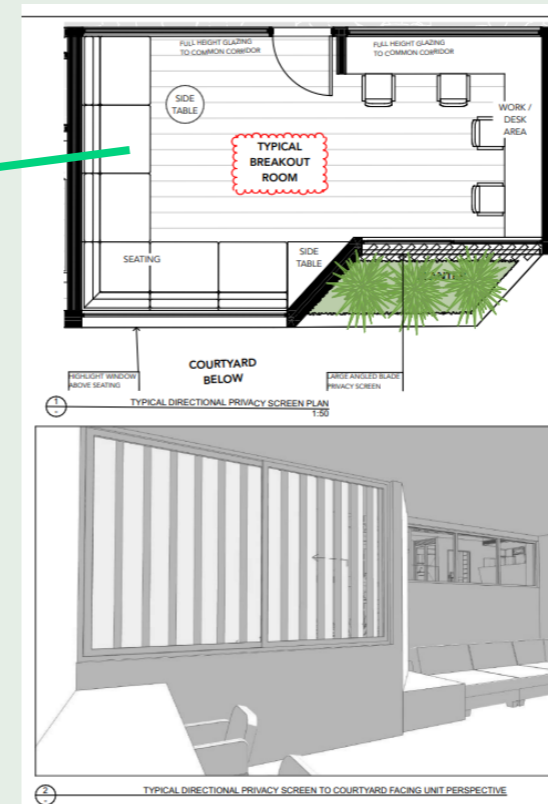 FULL HEIGHT GLAZING
TO COMMON CORRIDOR
FULL HEIGHT GLAZING
TO COMMON CORRIDOR
SIDE
TABLE
WORK /
DESK
AREA
TYPICAL
BREAKOUT
ROOM
SEATING
SIDE
TABLE
HIGHLIGHT WINDOW
ABOVE SEATING
COURTYARD
BELOW
LARGE ANGLED BLADE
PRIVACY SCREEN
1
-
TYPICAL DIRECTIONAL PRIVACY SCREEN PLAN
1:50
2
-
TYPICAL DIRECTIONAL PRIVACY SCREEN TO COURTYARD FACING UNIT PERSPECTIVE